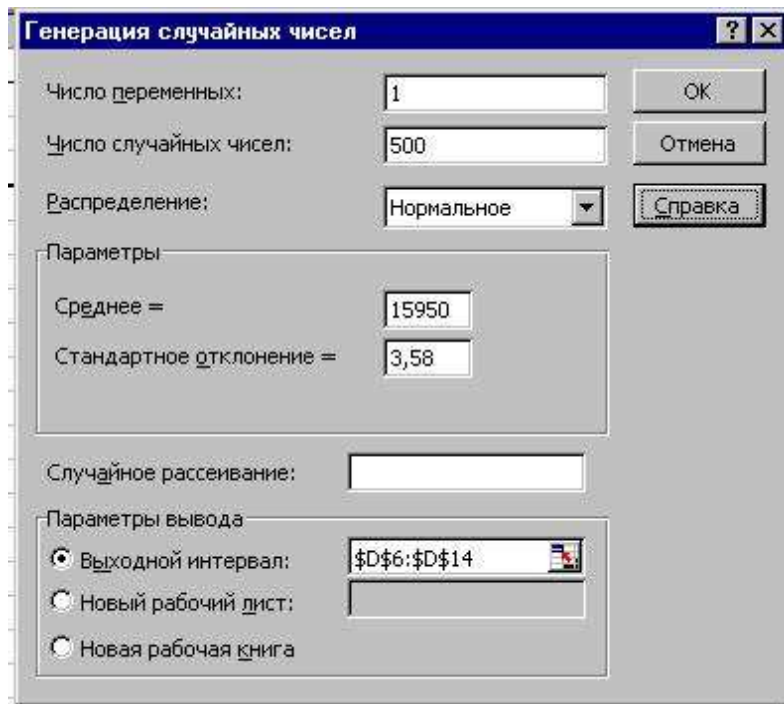 Генерация случайных чисел
Число переменных: 1 OK
Число случайных чисел: 500 Отмена
Распределение: Нормальное Справка
Параметры
Среднее = 15950
Стандартное отклонение = 3,58
Случайное рассеивание:
Параметры вывода
Выходной интервал: $D$6:$D$14
Новый рабочий лист:
Новая рабочая книга